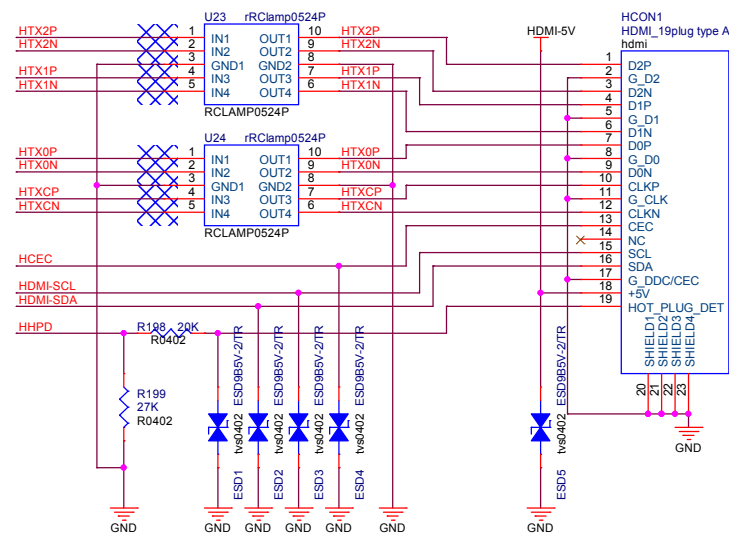 U23 rRClamp0524P
HTX2P 1 IN1 OUT1 10 HTX2P
HTX2N 2 IN2 OUT2 9 HTX2N
3 GND1 GND2 8
HTX1P 4 IN3 OUT3 7 HTX1P
HTX1N 5 IN4 OUT4 6 HTX1N
RCLAMP0524P
U24 rRClamp0524P
HTX0P 1 IN1 OUT1 10 HTX0P
HTX0N 2 IN2 OUT2 9 HTX0N
3 GND1 GND2 8
HTXCP 4 IN3 OUT3 7 HTXCP
HTXCN 5 IN4 OUT4 6 HTXCN
RCLAMP0524P
HCEC
HDMI-SCL
HDMI-SDA
HHPD
R198 20K
R0402
R199
27K
R0402
ESD9B5V-2/TR
tvs0402
ESD1
ESD9B5V-2/TR
tvs0402
ESD2
ESD9B5V-2/TR
tvs0402
ESD3
ESD9B5V-2/TR
tvs0402
ESD4
HDMI-5V
ESD9B5V-2/TR
tvs0402
ESD5
HCON1
HDMI_19plug type A
hdmi
1 D2P
2 G_D2
3 D2N
4 D1P
5 G_D1
6 D1N
7 D0P
8 G_D0
9 D0N
10 CLKP
11 G_CLK
12 CLKN
13 CEC
14 NC
15 SCL
16 SDA
17 G_DDC/CEC
18 +5V
19 HOT_PLUG_DET
20 SHIELD1
21 SHIELD2
22 SHIELD3
23 SHIELD4
GND
GND
GND
GND
GND
GND
GND
GND